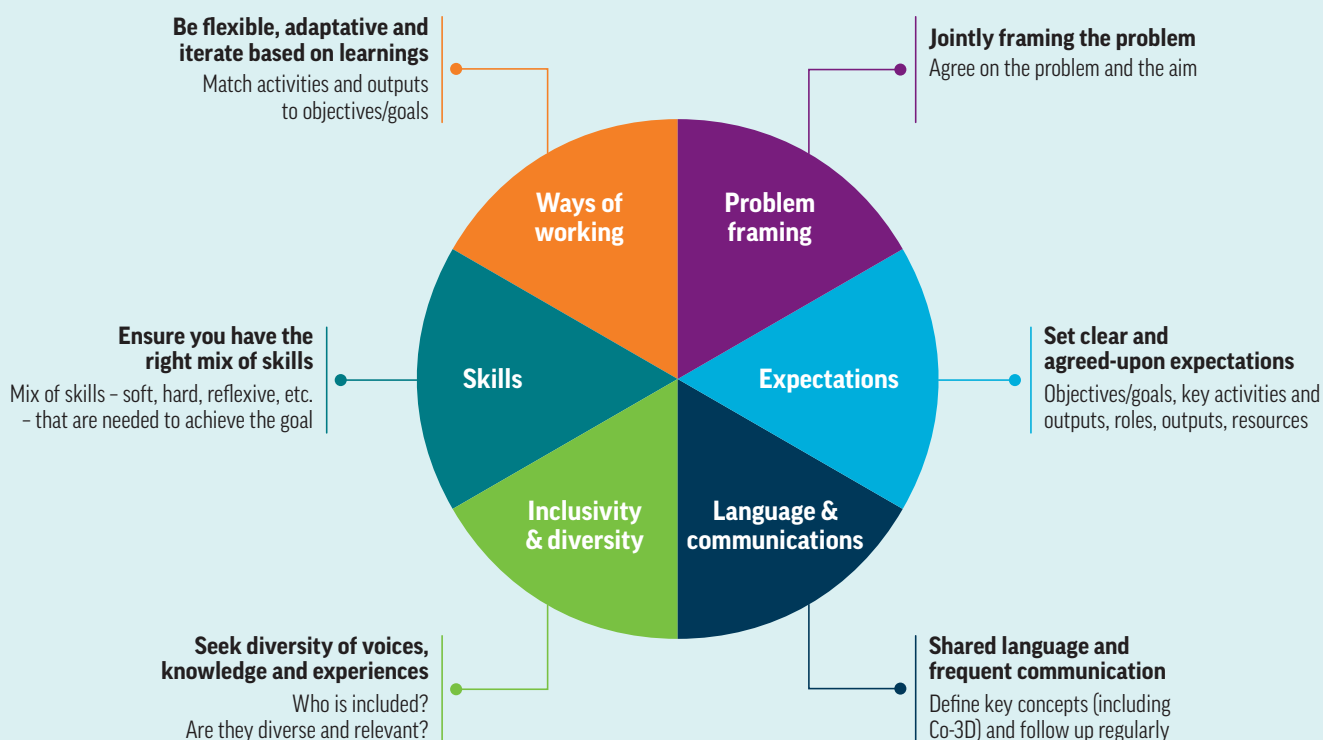 Be flexible, adaptative and
iterate based on learnings
Match activities and outputs
to objectives/goals
Jointly framing the problem
Agree on the problem and the aim
Ways of
working
Problem
framing
Ensure you have the
right mix of skills
Mix of skills – soft, hard, reflexive, etc.
– that are needed to achieve the goal
Skills
Expectations
Set clear and
agreed-upon expectations
Objectives/goals, key activities and
outputs, roles, outputs, resources
Inclusivity
& diversity
Language &
communications
Seek diversity of voices,
knowledge and experiences
Who is included?
Are they diverse and relevant?
Shared language and
frequent communication
Define key concepts (including
Co-3D) and follow up regularly